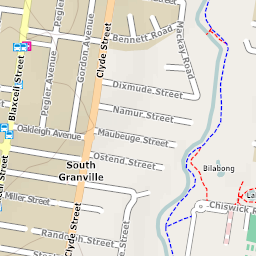 Pegler Avenue
Gordon Avenue
Clyde Street
Bennett Road
Mackay Road
Blaxcell Street
Dixmude Street
Namur Street
Oakleigh Avenue
Maubeuge Street
Ostend Street
South
Granville
Bilabong
Miller Street
Clyde Street
Chiswick R
Randolph Street
Street